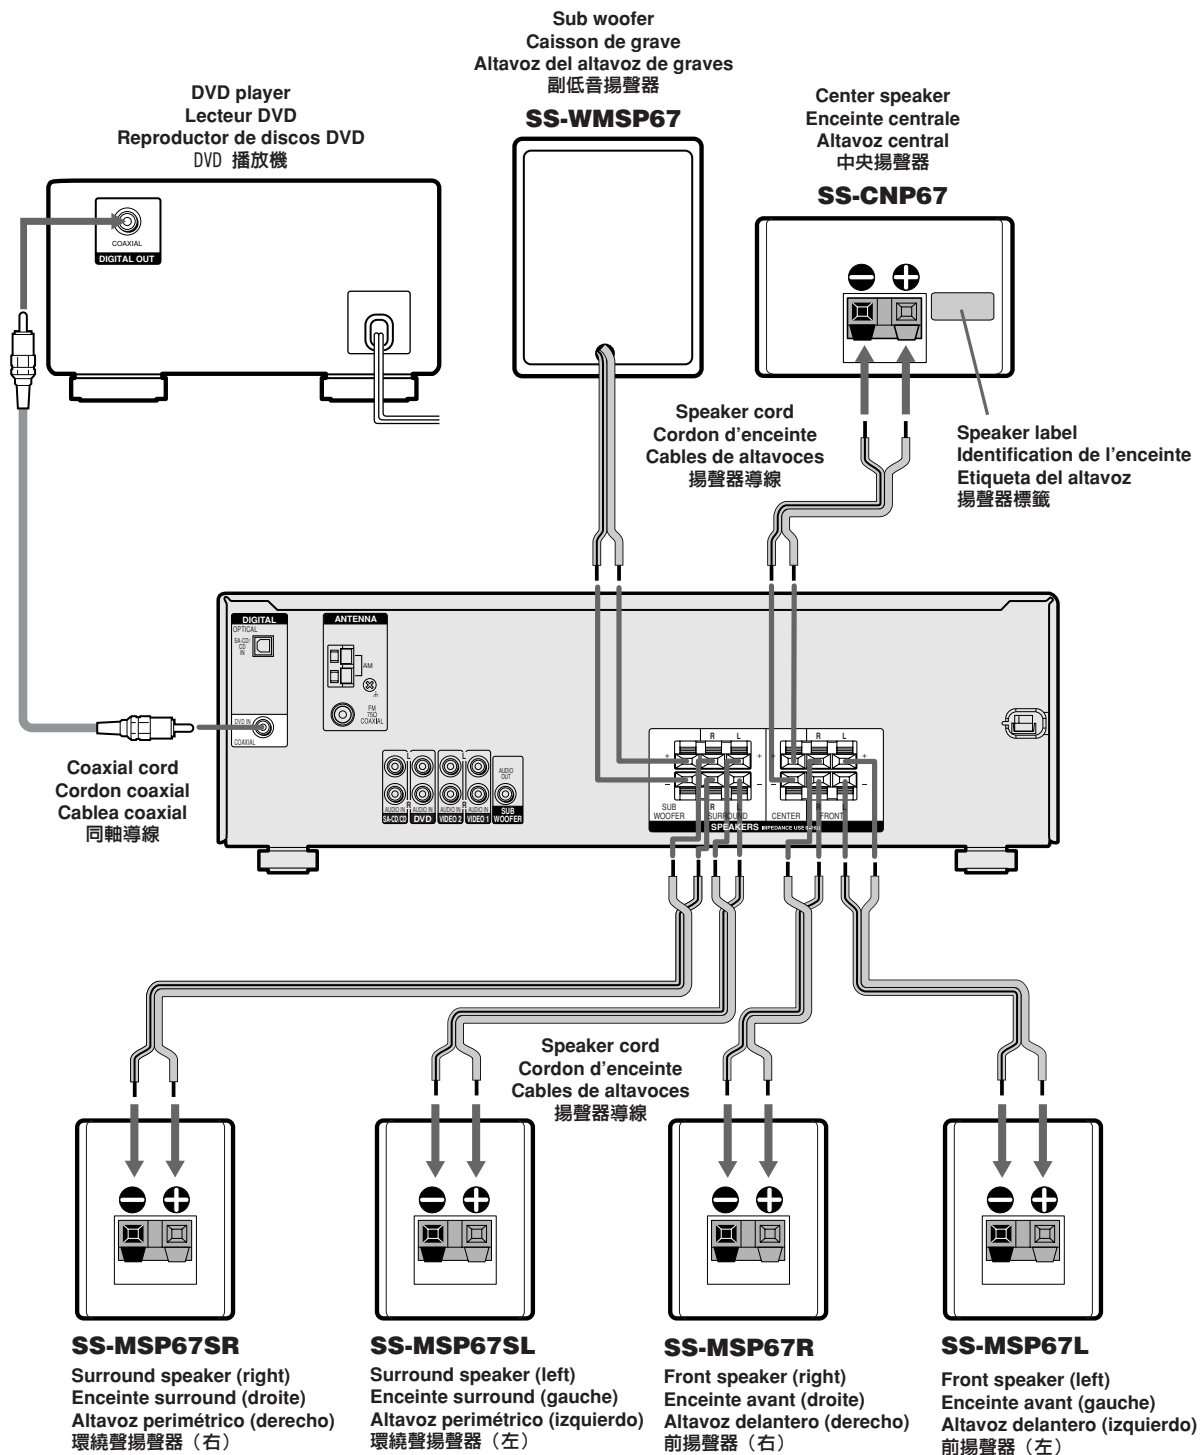 Sub woofer
Caisson de grave
Altavoz del altavoz de graves
副低音揚聲器
SS-WMSP67
DVD player
Lecteur DVD
Reproductor de discos DVD
DVD 播放機
Center speaker
Enceinte centrale
Altavoz central
中央揚聲器
SS-CNP67
COAXIAL
DIGITAL OUT
Speaker cord
Cordon d'enceinte
Cables de altavoces
揚聲器導線
Speaker label
Identification de l'enceinte
Etiqueta del altavoz
揚聲器標籤
DIGITAL
OPTICAL
SA-CD/
CD
IN
DVD IN
COAXIAL
ANTENNA
AM
FM
75Ω
COAXIAL
Coaxial cord
Cordon coaxial
Cablea coaxial
同軸導線
L
L
R
R
AUDIO IN
AUDIO IN
AUDIO IN
AUDIO IN
SA-CD/CD
DVD
VIDEO 2
VIDEO 1
AUDIO
OUT
SUB
WOOFER
R L
R L
+ + +
− − −
R L
R L
SUB
WOOFER
SURROUND
CENTER
FRONT
SPEAKERS IMPEDANCE USE
Speaker cord
Cordon d'enceinte
Cables de altavoces
揚聲器導線
SS-MSP67SR
Surround speaker (right)
Enceinte surround (droite)
Altavoz perimétrico (derecho)
環繞聲揚聲器（右）
SS-MSP67SL
Surround speaker (left)
Enceinte surround (gauche)
Altavoz perimétrico (izquierdo)
環繞聲揚聲器（左）
SS-MSP67R
Front speaker (right)
Enceinte avant (droite)
Altavoz delantero (derecho)
前揚聲器（右）
SS-MSP67L
Front speaker (left)
Enceinte avant (gauche)
Altavoz delantero (izquierdo)
前揚聲器（左）